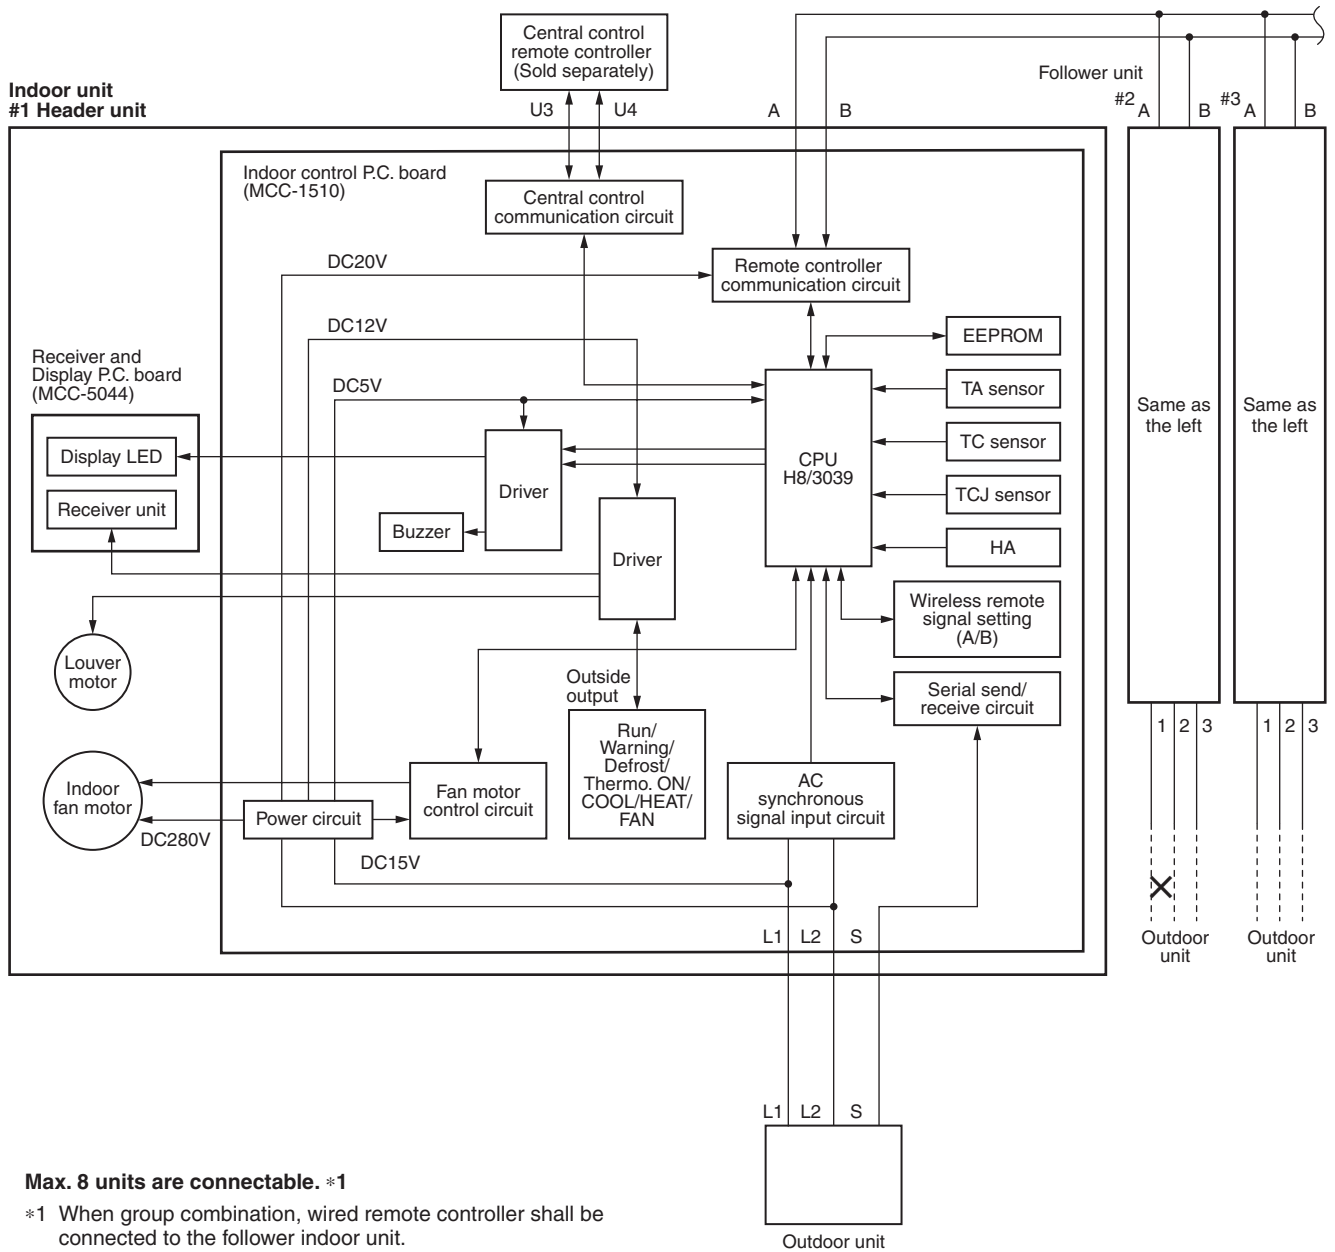 Central control
remote controller
(Sold separately)
Indoor unit
#1 Header unit
U3
U4
A
B
Follower unit
#2
A
B
#3
A
B
Indoor control P.C. board
(MCC-1510)
Central control
communication circuit
DC20V
Remote controller
communication circuit
DC12V
EEPROM
Receiver and
Display P.C. board
(MCC-5044)
DC5V
TA sensor
Same as
the left
Same as
the left
Display LED
TC sensor
CPU
H8/3039
Driver
TCJ sensor
Receiver unit
Buzzer
HA
Driver
Wireless remote
signal setting
(A/B)
Louver
motor
Outside
output
Serial send/
receive circuit
Run/
Warning/
Defrost/
Thermo. ON/
COOL/HEAT/
FAN
1
2
3
1
2
3
Indoor
fan motor
Fan motor
control circuit
AC
synchronous
signal input circuit
Power circuit
DC280V
DC15V
L1
L2
S
Outdoor
unit
Outdoor
unit
L1
L2
S
Outdoor unit
Max. 8 units are connectable. *1
*1 When group combination, wired remote controller shall be
connected to the follower indoor unit.